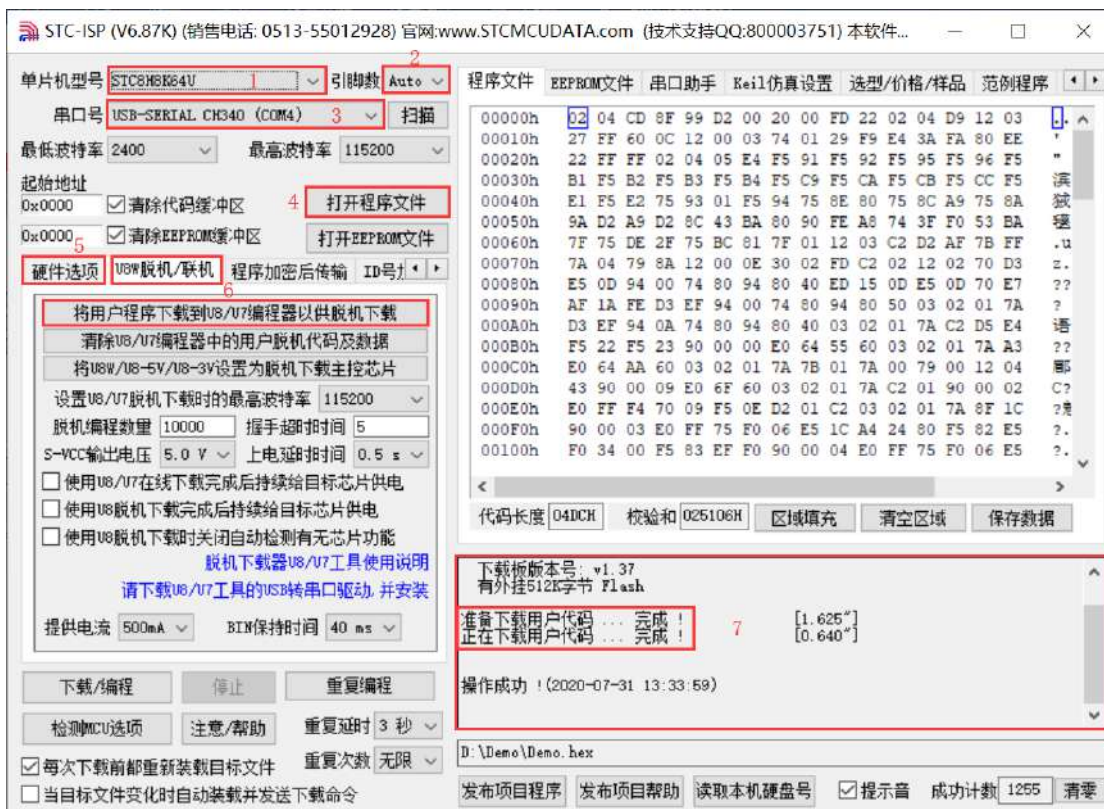 STC-ISP (V6.87K) (销售电话: 0513-55012928) 官网:www.STCMCUDATA.com (技术支持QQ:800003751) 本软件...
单片机型号 STC8H8K64U 1 引脚数 Auto 2
串口号 USB-SERIAL CH340 (COM4) 3 扫描
最低波特率 2400 最高波特率 115200
起始地址
0x0000 清除代码缓冲区 4 打开程序文件
0x0000 清除EEPROM缓冲区 打开EEPROM文件
5
硬件选项 U8W脱机/联机 程序加密后传输
6
将用户程序下载到U8/U7编程器以供脱机下载
清除U8/U7编程器中的用户脱机代码及数据
将U8W/U8-5V/U8-3V设置为脱机下载主控芯片
设置U8/U7脱机下载时的最高波特率 115200
脱机编程数量 10000 握手超时时间 5
S-VCC输出电压 5.0 V 上电延时时间 0.5 s
使用U8/U7在线下载完成后持续给目标芯片供电
使用U8脱机下载完成后持续给目标芯片供电
使用U8脱机下载时关闭自动检测有无芯片功能
脱机下载器U8/U7工具使用说明
请下载U8/U7工具的USB转串口驱动,并安装
提供电流 500mA BIN保持时间 40 ms
下载/编程 停止 重复编程
检测MCU选项 注意/帮助 重复延时 3 秒
重复次数 无限
每次下载前都重新装载目标文件
当目标文件变化时自动装载并发送下载命令
程序文件 EEPROM文件 串口助手 Keil仿真设置 选型/价格/样品 范例程序
00000h 02 04 CD 8F 99 D2 00 20 00 FD 22 02 04 D9 12 03
00010h 27 FF 60 0C 12 00 03 74 01 29 F9 E4 3A FA 80 EE
00020h 22 FF FF 02 04 05 E4 F5 91 F5 92 F5 95 F5 96 F5
00030h B1 F5 B2 F5 B3 F5 B4 F5 C9 F5 CA F5 CB F5 CC F5
00040h E1 F5 E2 75 93 01 F5 94 75 8E 80 75 8C A9 75 8A
00050h 9A D2 A9 D2 8C 43 BA 80 90 FE A8 74 3F F0 53 BA
00060h 7F 75 DE 2F 75 BC 81 7F 01 12 03 C2 D2 AF 7B FF .u
00070h 7A 04 79 8A 12 00 0E 30 02 FD C2 02 12 02 70 D3 z.
00080h E5 0D 94 00 74 80 94 80 40 ED 15 0D E5 0D 70 E7 ??
00090h AF 1A FE D3 EF 94 00 74 80 94 80 50 03 02 01 7A ?
000A0h D3 EF 94 0A 74 80 94 80 40 03 02 01 7A C2 D5 E4 语
000B0h F5 22 F5 23 90 00 00 E0 64 55 60 03 02 01 7A A3 ??
000C0h E0 64 AA 60 03 02 01 7A 7B 01 7A 00 79 00 12 04
000D0h 43 90 00 09 E0 6F 60 03 02 01 7A C2 01 90 00 02 C?
000E0h E0 FF F4 70 09 F5 0E D2 01 C2 03 02 01 7A 8F 1C
000F0h 90 00 03 E0 FF 75 F0 06 E5 1C A4 24 80 F5 82 E5 ?.
00100h F0 34 00 F5 83 EF F0 90 00 04 E0 FF 75 F0 06 E5 ?.
代码长度 04DCH 校验和 025106H 区域填充 清空区域 保存数据
下载板版本号: v1.37
有外挂512K字节 Flash
准备下载用户代码 ... 完成 ! [1.625"]
正在下载用户代码 ... 完成 ! 7 [0.640"]
操作成功 !(2020-07-31 13:33:59)
D:\Demo\Demo.hex
发布项目程序 发布项目帮助 读取本机硬盘号 提示音 成功计数 1255 清零